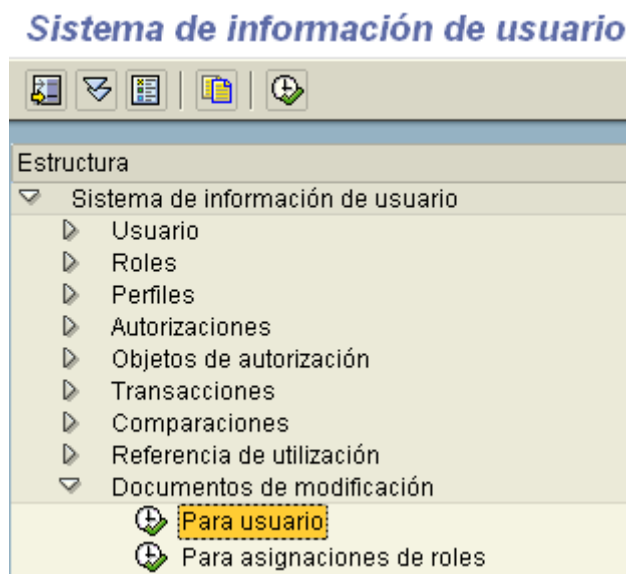 Sistema de información de usuario
Estructura
Sistema de información de usuario
Usuario
Roles
Perfiles
Autorizaciones
Objetos de autorización
Transacciones
Comparaciones
Referencia de utilización
Documentos de modificación
Para usuario
Para asignaciones de roles